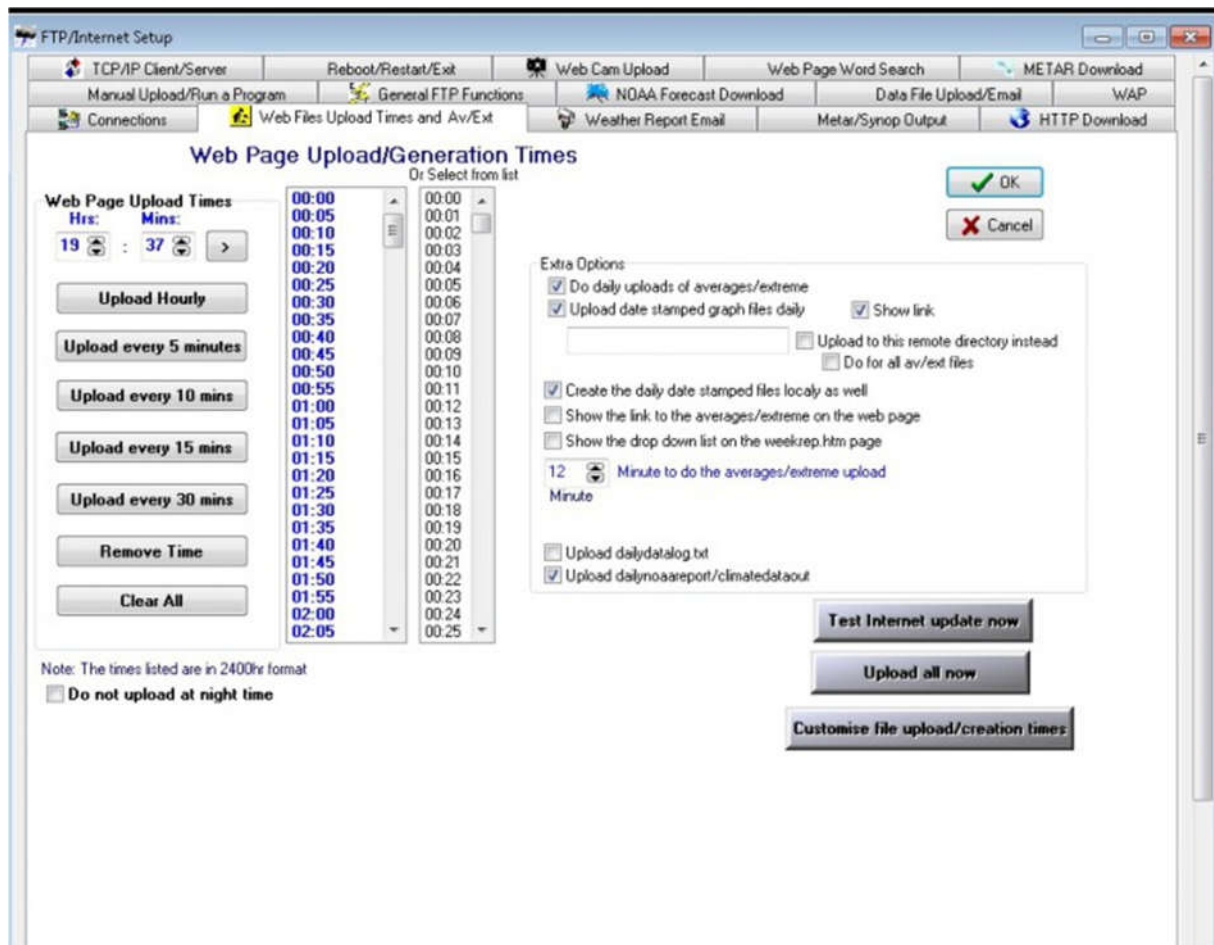 FTP/Internet Setup
TCP/IP Client/Server Reboot/Restart/Exit Web Cam Upload Web Page Word Search METAR Download
Manual Upload/Run a Program General FTP Functions NOAA Forecast Download Data File Upload/Email WAP
Connections Web Files Upload Times and Av/Ext Weather Report Email Metar/Synop Output HTTP Download
Web Page Upload/Generation Times
Or Select from list
Web Page Upload Times
Hrs: Mins:
19 : 37 >
Upload Hourly
Upload every 5 minutes
Upload every 10 mins
Upload every 15 mins
Upload every 30 mins
Remove Time
Clear All
00:00
00:05
00:10
00:15
00:20
00:25
00:30
00:35
00:40
00:45
00:50
00:55
01:00
01:05
01:10
01:15
01:20
01:25
01:30
01:35
01:40
01:45
01:50
01:55
02:00
02:05
00:00
00:01
00:02
00:03
00:04
00:05
00:06
00:07
00:08
00:09
00:10
00:11
00:12
00:13
00:14
00:15
00:16
00:17
00:18
00:19
00:20
00:21
00:22
00:23
00:24
00:25
OK
Cancel
Extra Options
Do daily uploads of averages/extreme
Upload date stamped graph files daily Show link
Upload to this remote directory instead
Do for all av/ext files
Create the daily date stamped files localy as well
Show the link to the averages/extreme on the web page
Show the drop down list on the weekrep.htm page
12 Minute to do the averages/extreme upload
Minute
Upload dailydatalog.txt
Upload dailynoaareport/climatedataout
Test Internet update now
Upload all now
Customise file upload/creation times
Note: The times listed are in 2400hr format
Do not upload at night time